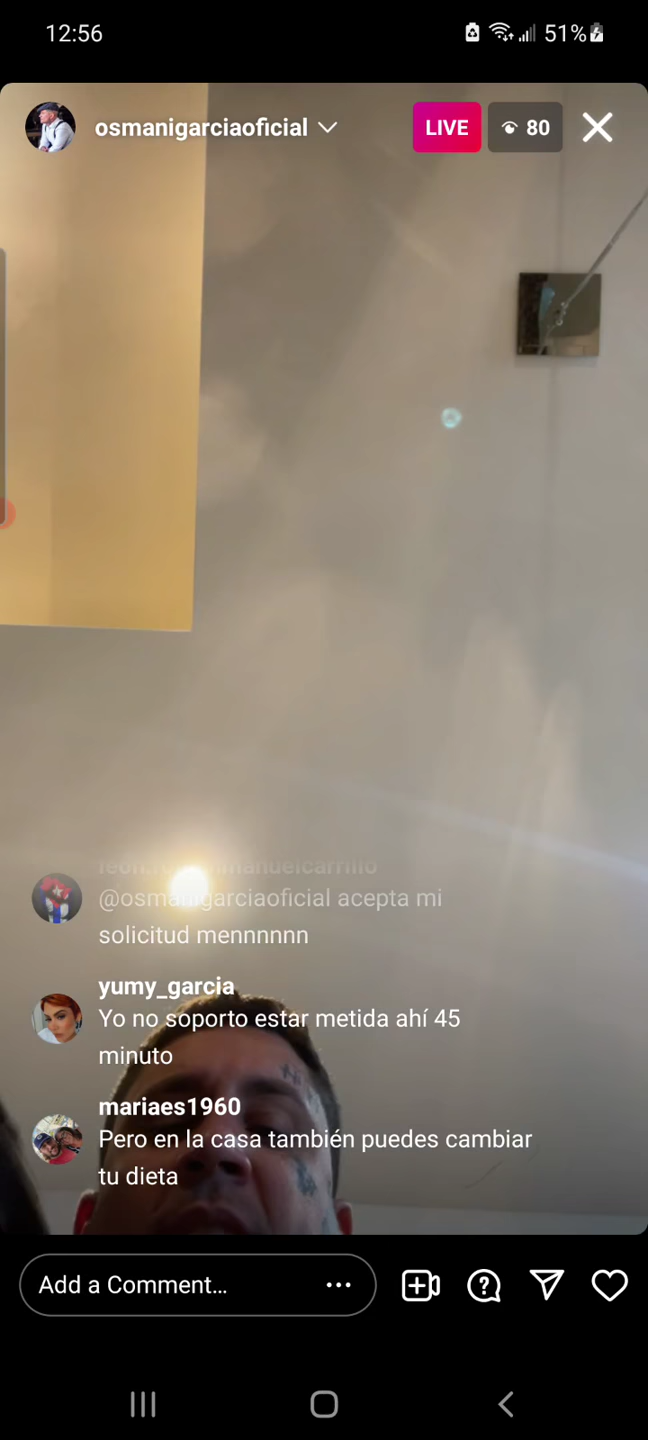 12:56
51%
osmanigarciaoficial
LIVE
80
@osmanigarciaoficial acepta mi
solicitud mennnnnn
yumy_garcia
Yo no soporto estar metida ahí 45
minuto
mariaes1960
Pero en la casa también puedes cambiar
tu dieta
Add a Comment...